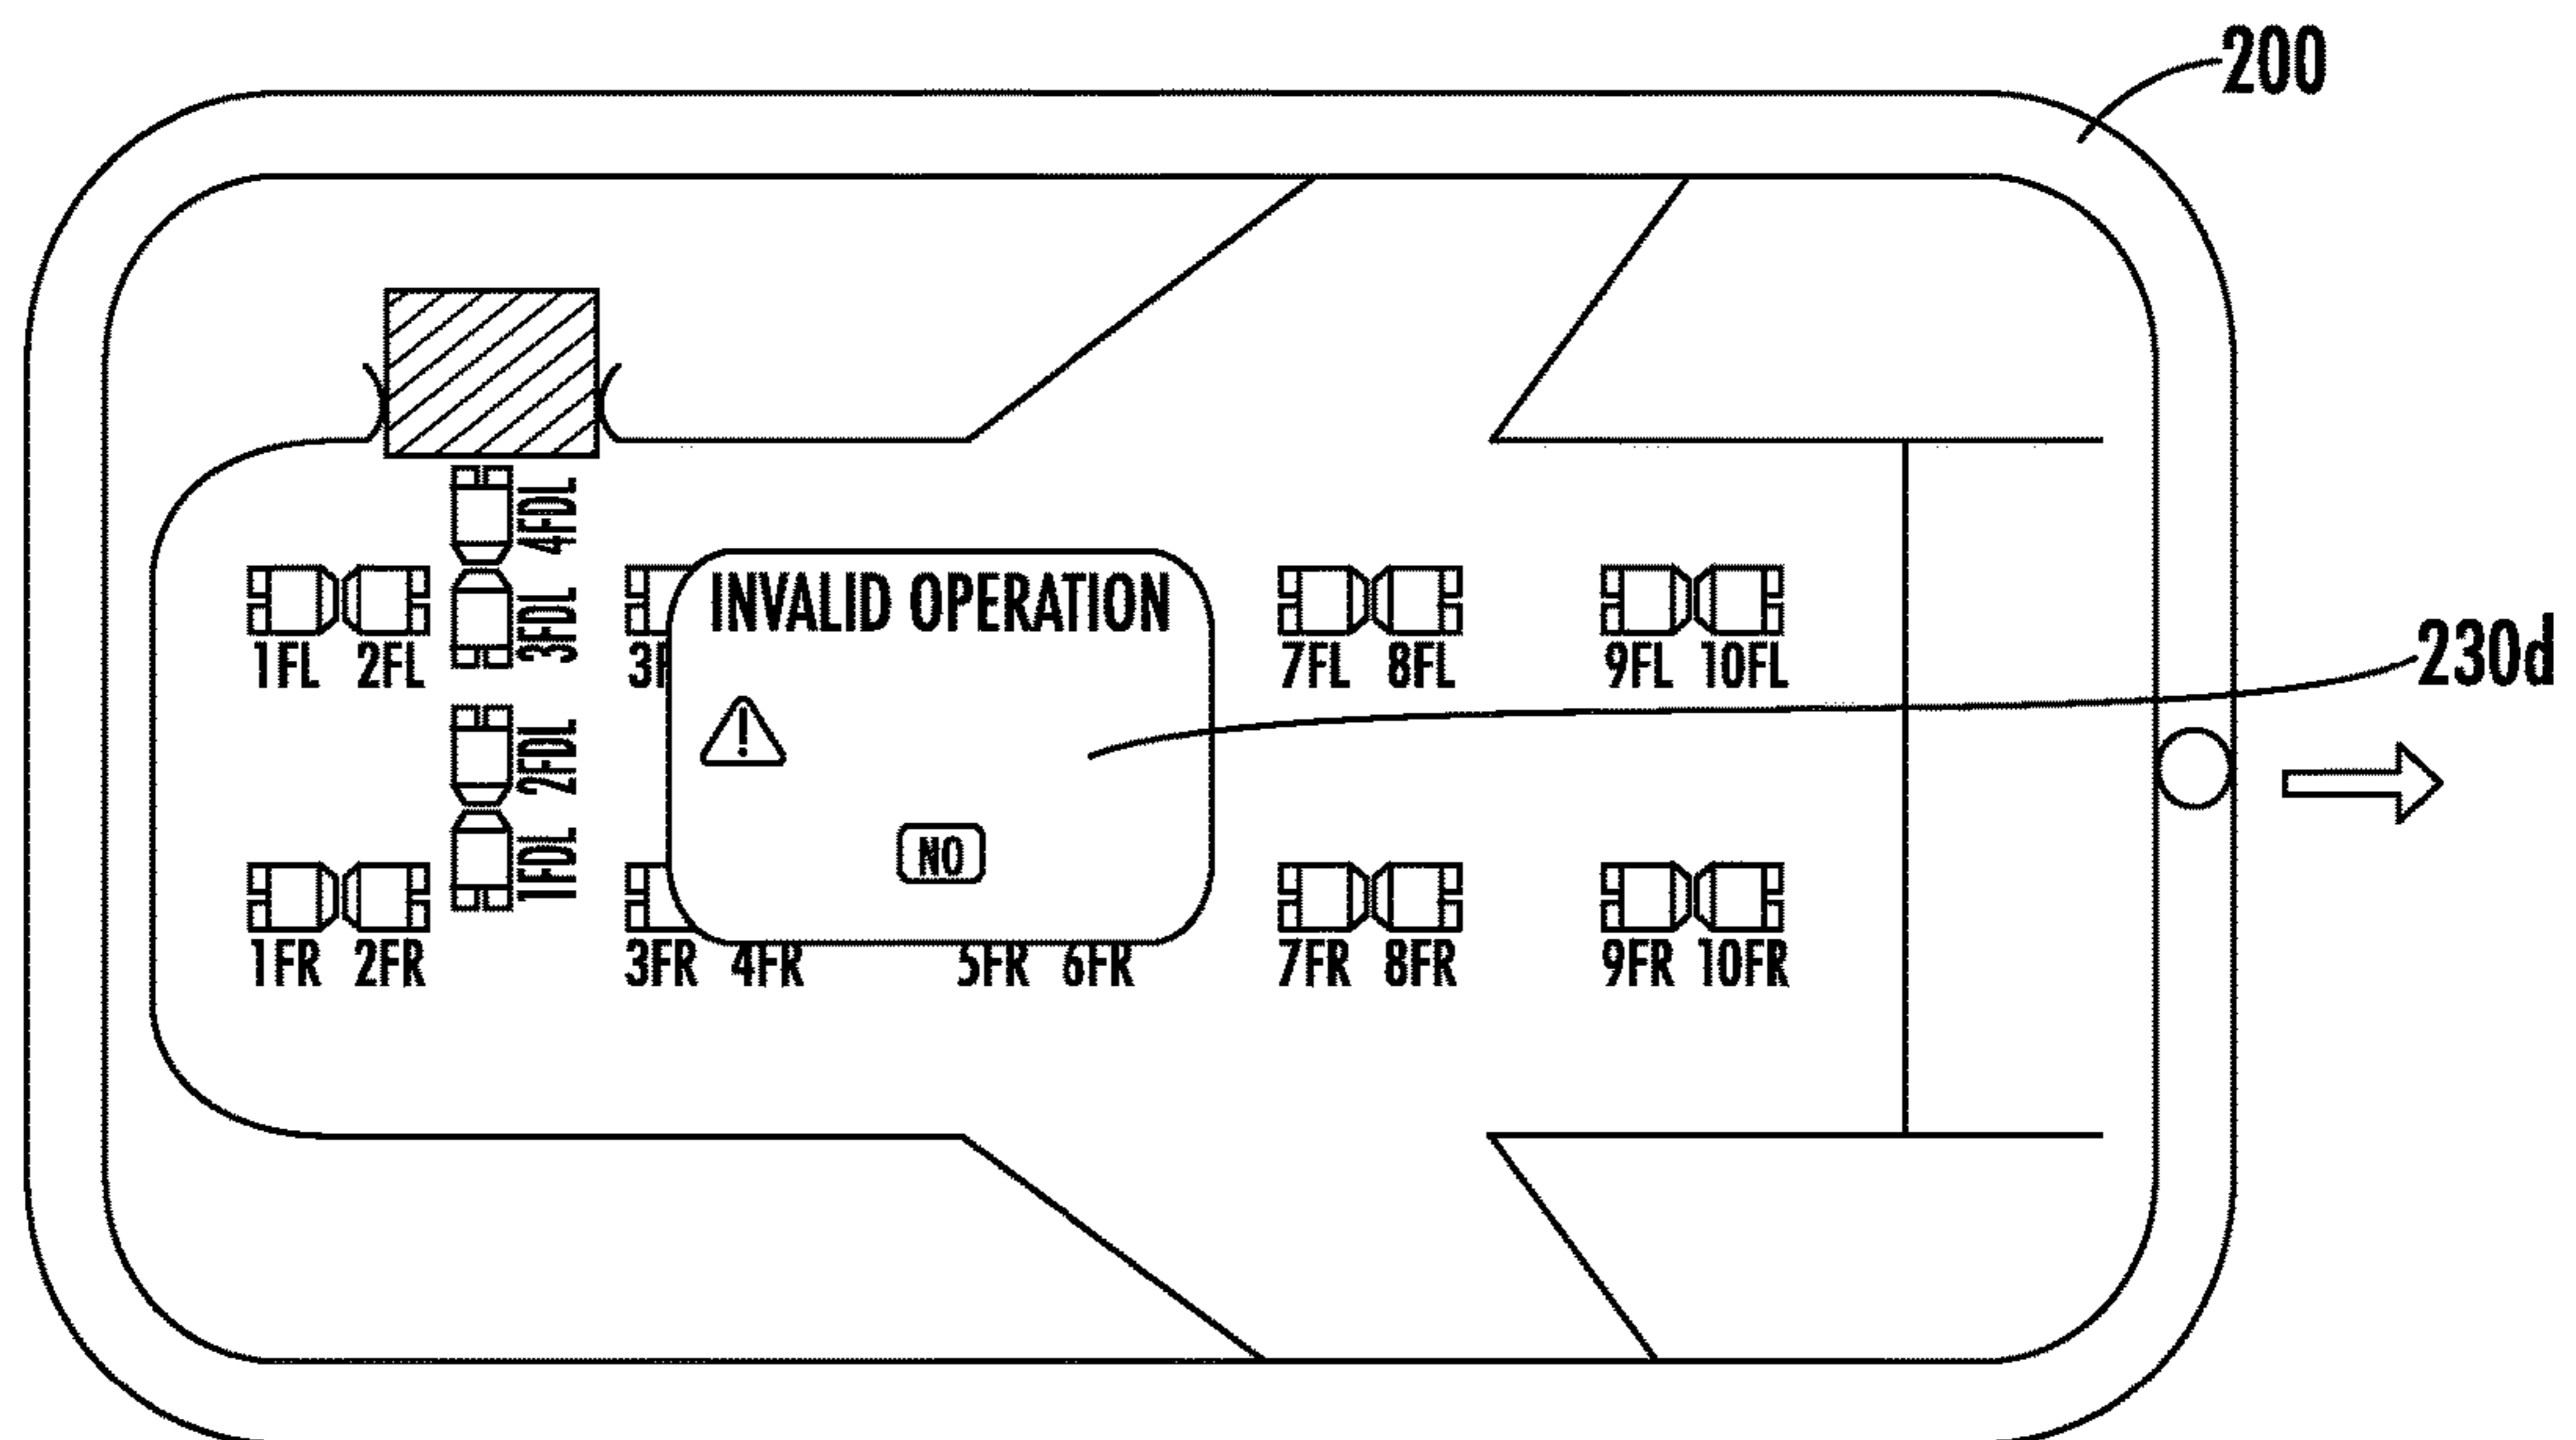 200
4FDL
3FDL
INVALID OPERATION
1FL 2FL
7FL 8FL
9FL 10FL
230d
2FDL
1FDL
NO
1FR 2FR
3FR 4FR
5FR 6FR
7FR 8FR
9FR 10FR